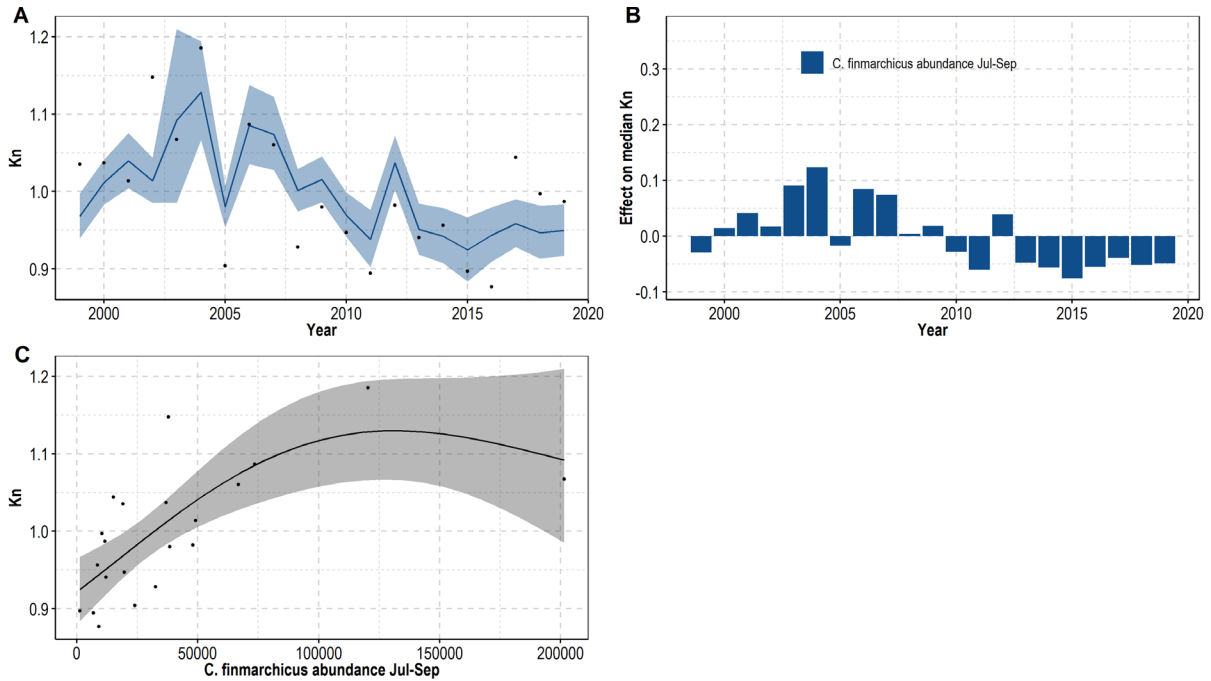 A
Kn
1.2
1.1
1.0
0.9
2000 2005 2010 2015 2020
Year
B
Effect on median Kn
0.3
0.2
0.1
0.0
-0.1
C. finmarchicus abundance Jul-Sep
2000 2005 2010 2015 2020
Year
C
Kn
1.2
1.1
1.0
0.9
0 50000 100000 150000 200000
C. finmarchicus abundance Jul-Sep